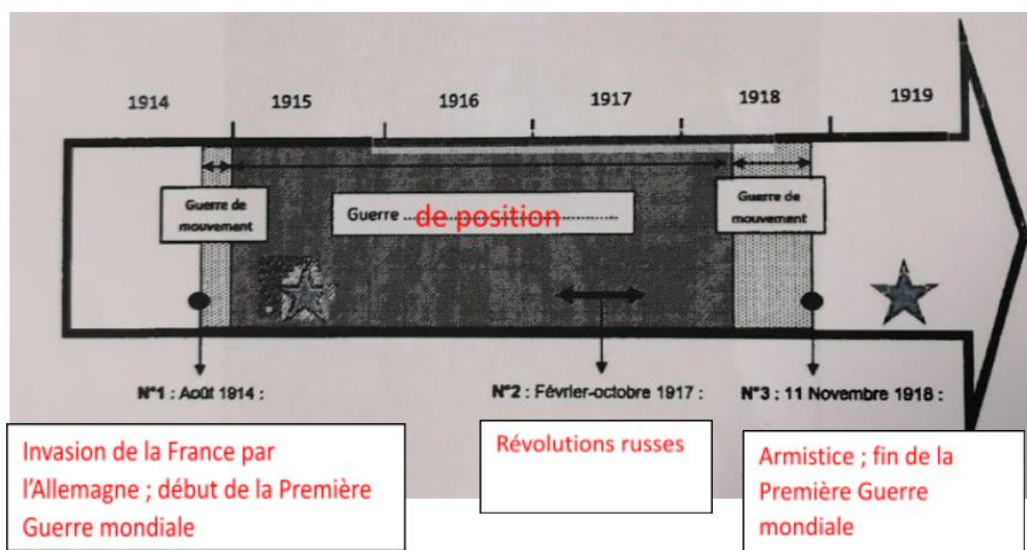 1914 1915 1916 1917 1918 1919
Guerre de
mouvement
Guerre de position
Guerre de
mouvement
N°1 : Août 1914 :
N°2 : Février-octobre 1917 :
N°3 : 11 Novembre 1918 :
Invasion de la France par
l'Allemagne ; début de la Première
Guerre mondiale
Révolutions russes
Armistice ; fin de la
Première Guerre
mondiale